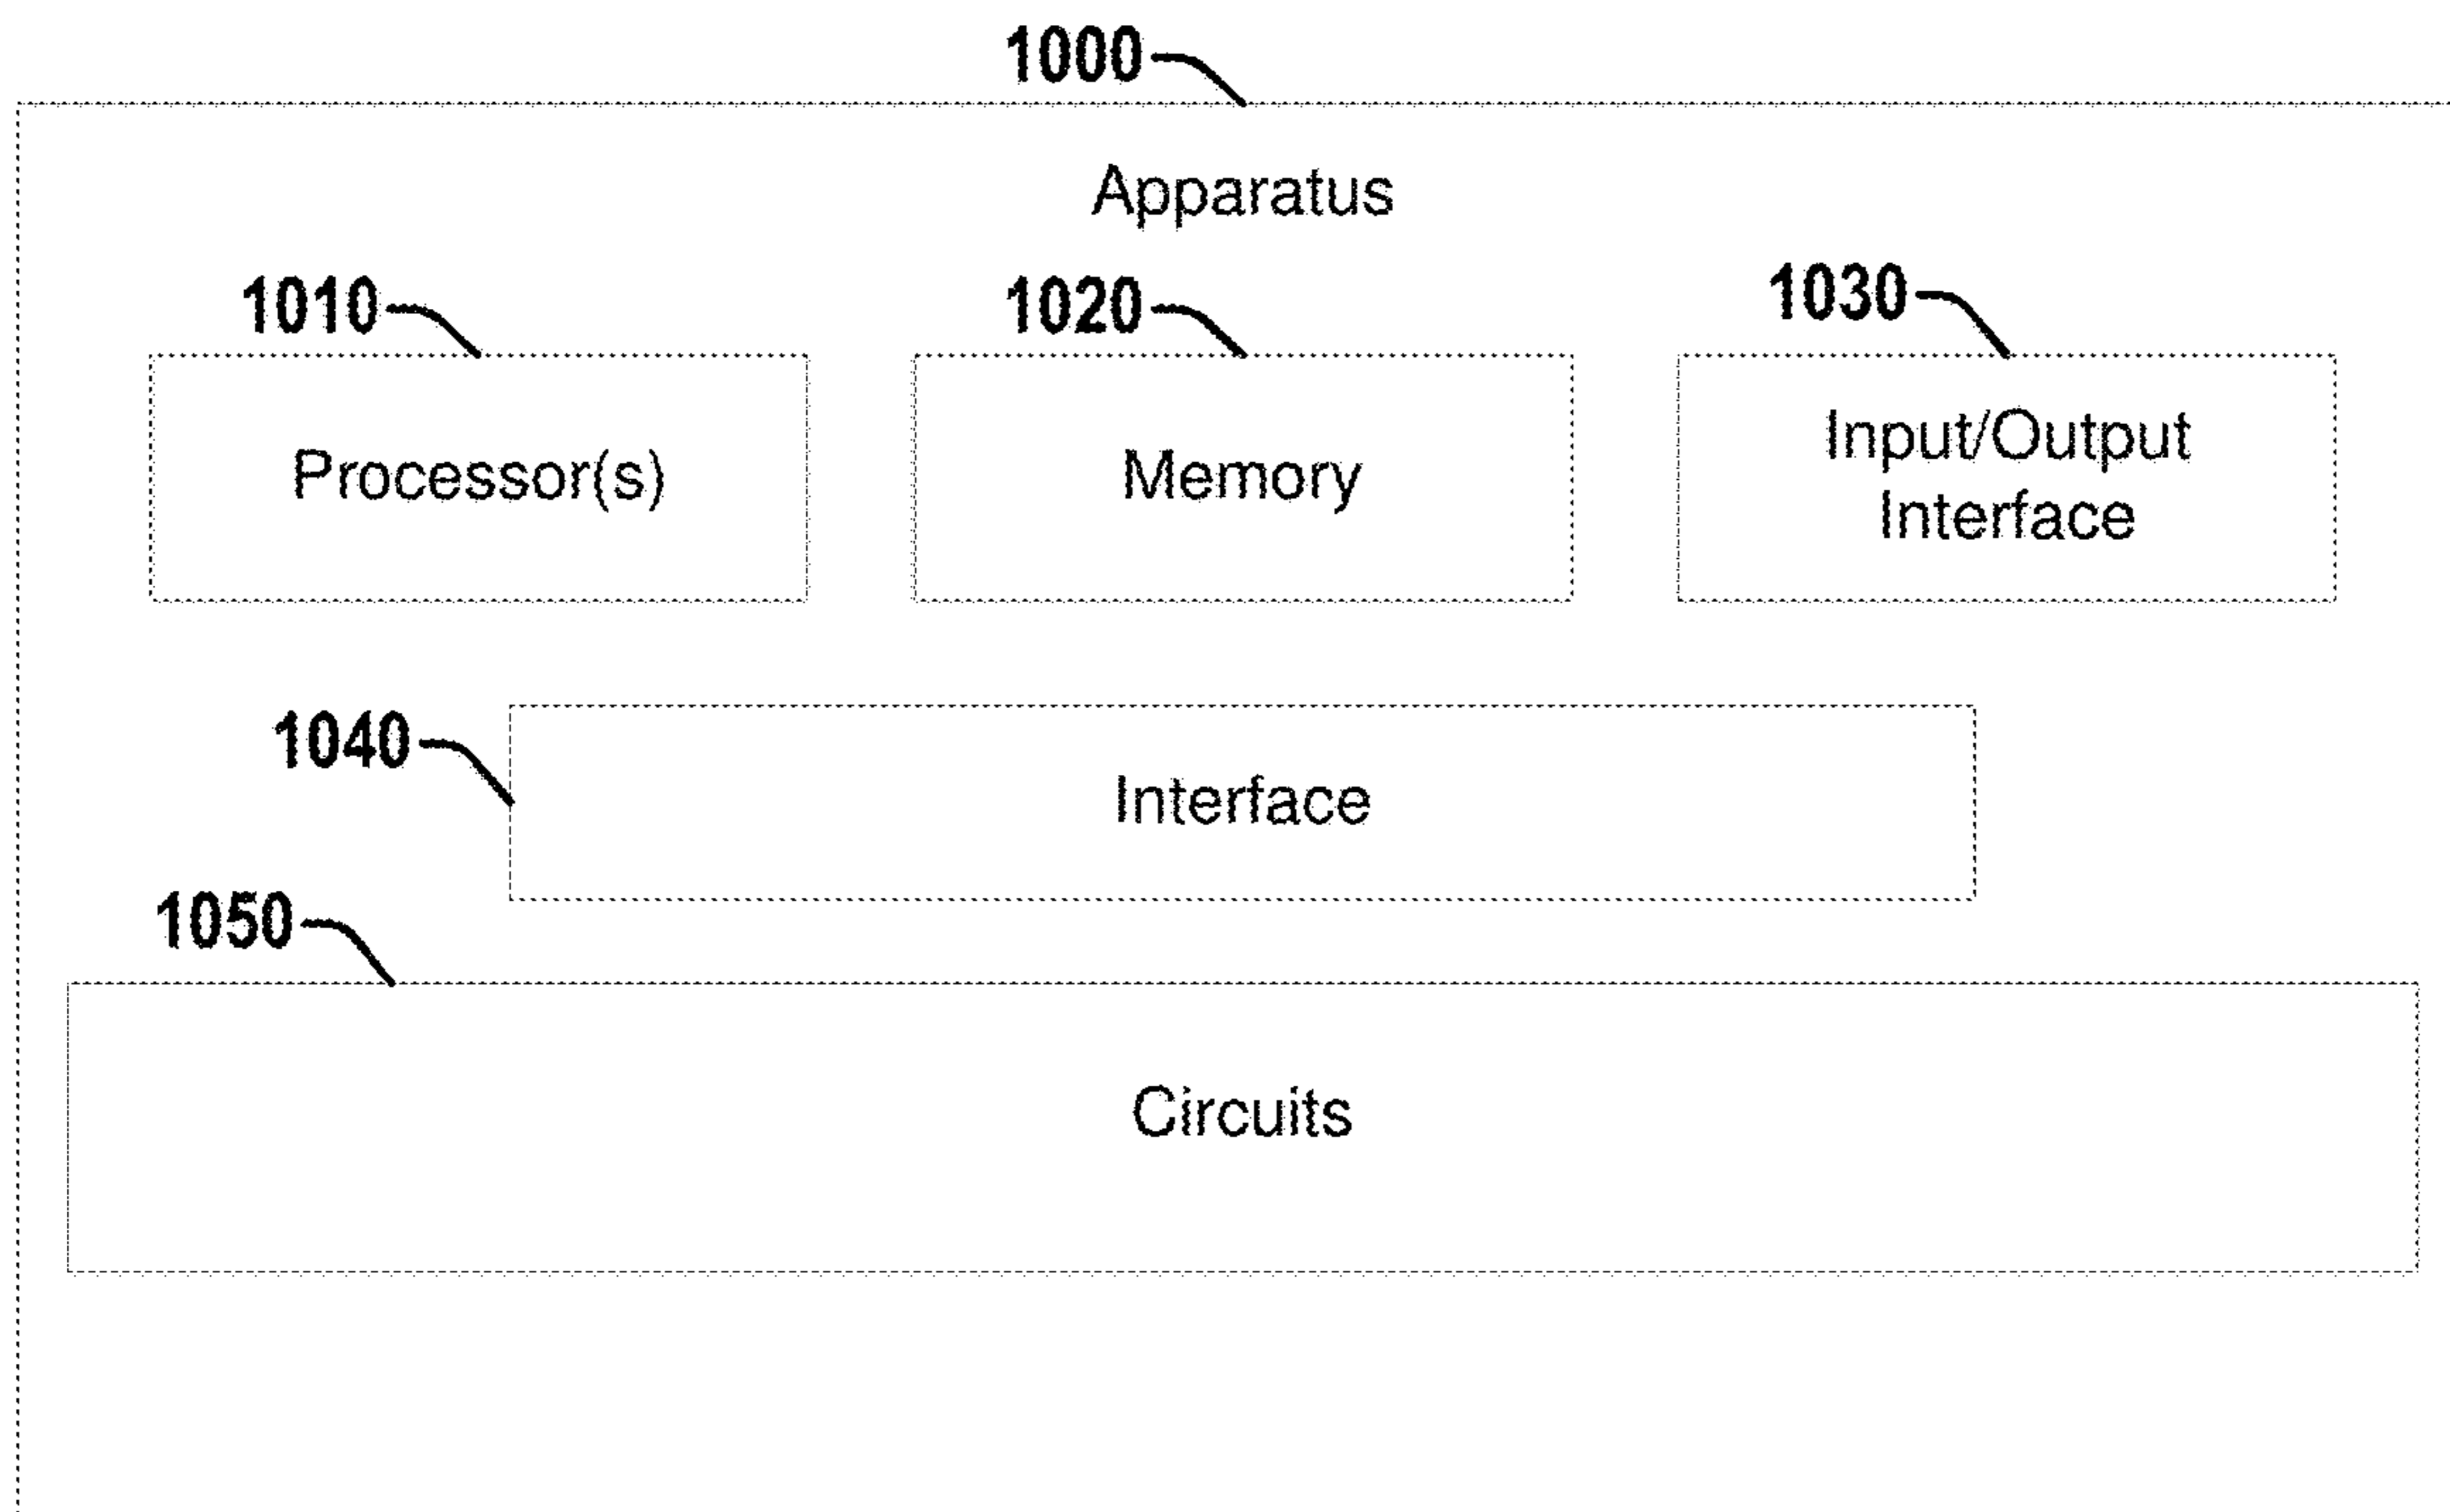 1000
Apparatus
1010
1020
1030
Processor(s)
Memory
Input/Output
Interface
1040
Interface
1050
Circuits